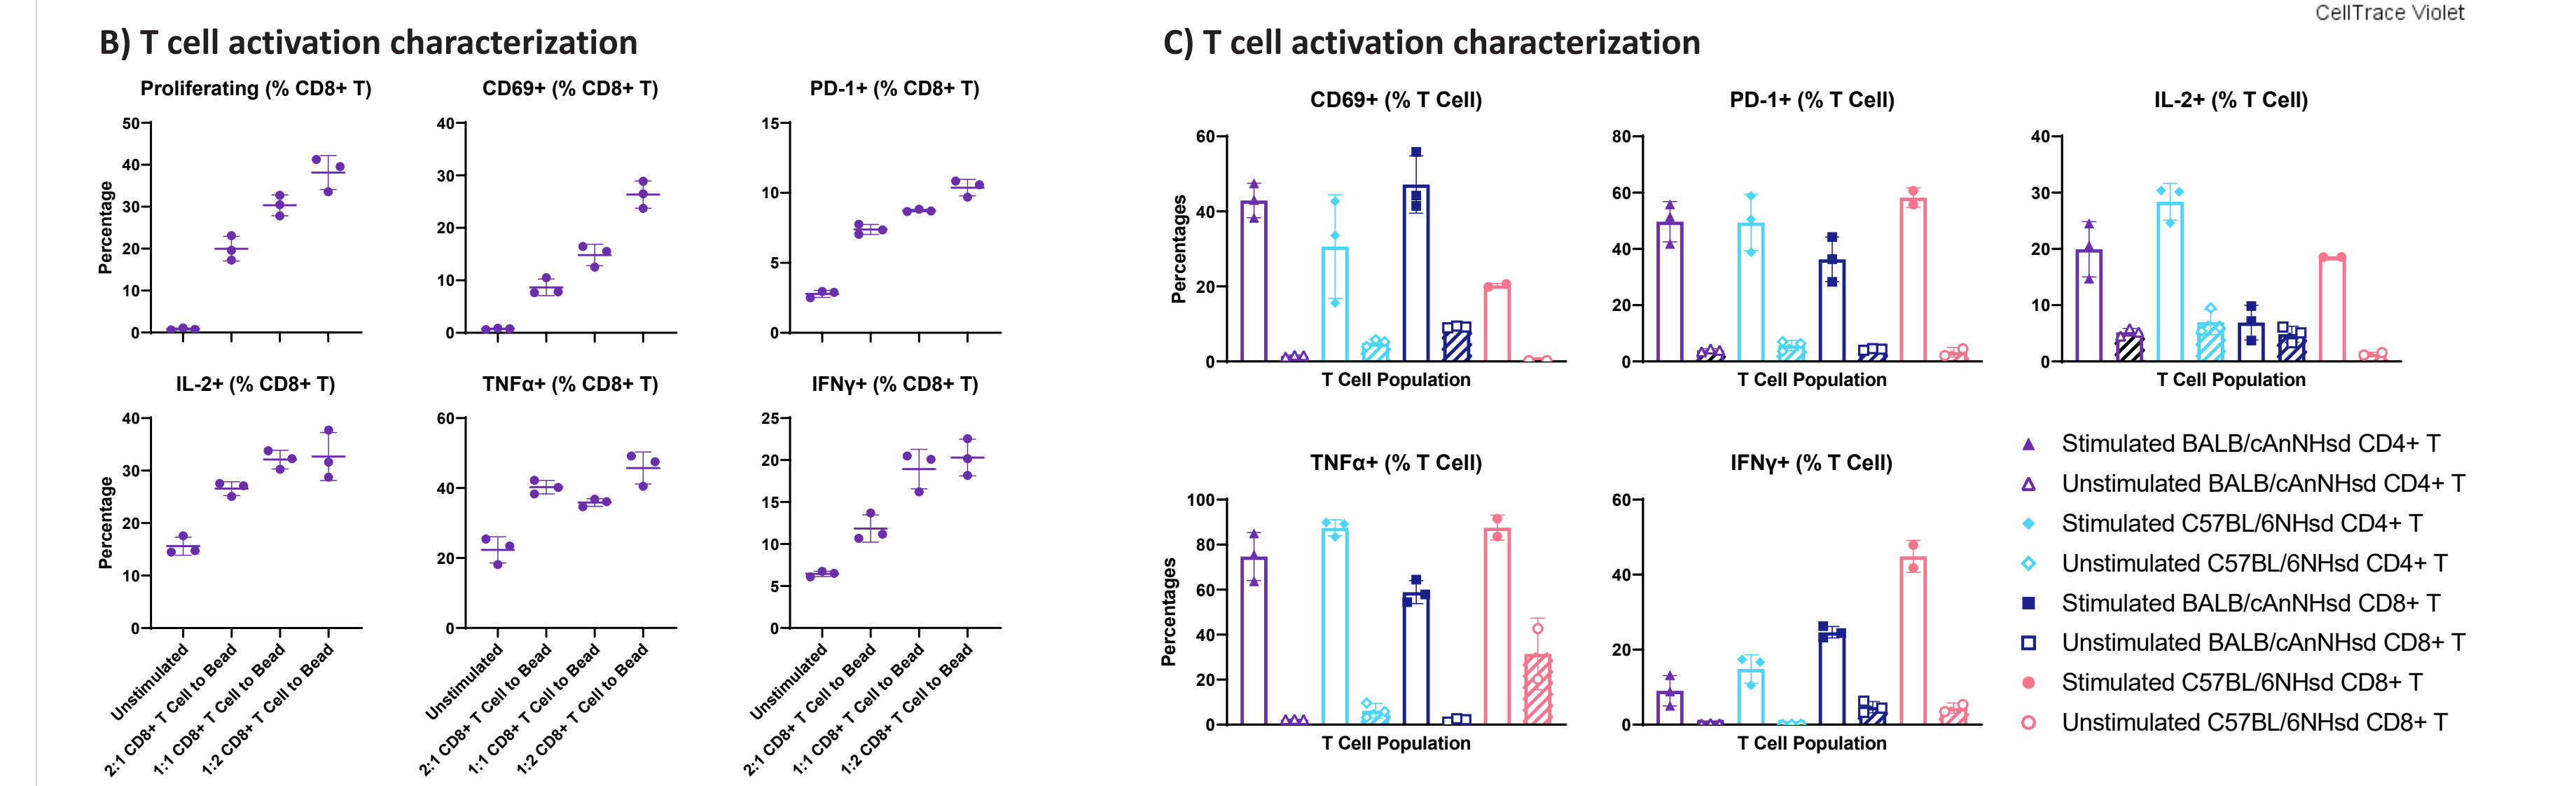 CellTrace Violet
B) T cell activation characterization
Proliferating (% CD8+ T)
CD69+ (% CD8+ T)
PD-1+ (% CD8+ T)
Percentage
50
40
30
20
10
0
40
30
20
10
0
15
10
5
0
IL-2+ (% CD8+ T)
TNFα+ (% CD8+ T)
IFNγ+ (% CD8+ T)
Percentage
40
30
20
10
0
60
40
20
0
25
20
15
10
5
0
Unstimulated
2:1 CD8+ T Cell to Bead
1:1 CD8+ T Cell to Bead
1:2 CD8+ T Cell to Bead
Unstimulated
2:1 CD8+ T Cell to Bead
1:1 CD8+ T Cell to Bead
1:2 CD8+ T Cell to Bead
Unstimulated
2:1 CD8+ T Cell to Bead
1:1 CD8+ T Cell to Bead
1:2 CD8+ T Cell to Bead
C) T cell activation characterization
CD69+ (% T Cell)
PD-1+ (% T Cell)
IL-2+ (% T Cell)
Percentages
60
40
20
0
80
60
40
20
0
40
30
20
10
0
T Cell Population
T Cell Population
T Cell Population
TNFα+ (% T Cell)
IFNγ+ (% T Cell)
Percentages
100
80
60
40
20
0
60
40
20
0
T Cell Population
T Cell Population
Stimulated BALB/cAnNHsd CD4+ T
Unstimulated BALB/cAnNHsd CD4+ T
Stimulated C57BL/6NHsd CD4+ T
Unstimulated C57BL/6NHsd CD4+ T
Stimulated BALB/cAnNHsd CD8+ T
Unstimulated BALB/cAnNHsd CD8+ T
Stimulated C57BL/6NHsd CD8+ T
Unstimulated C57BL/6NHsd CD8+ T